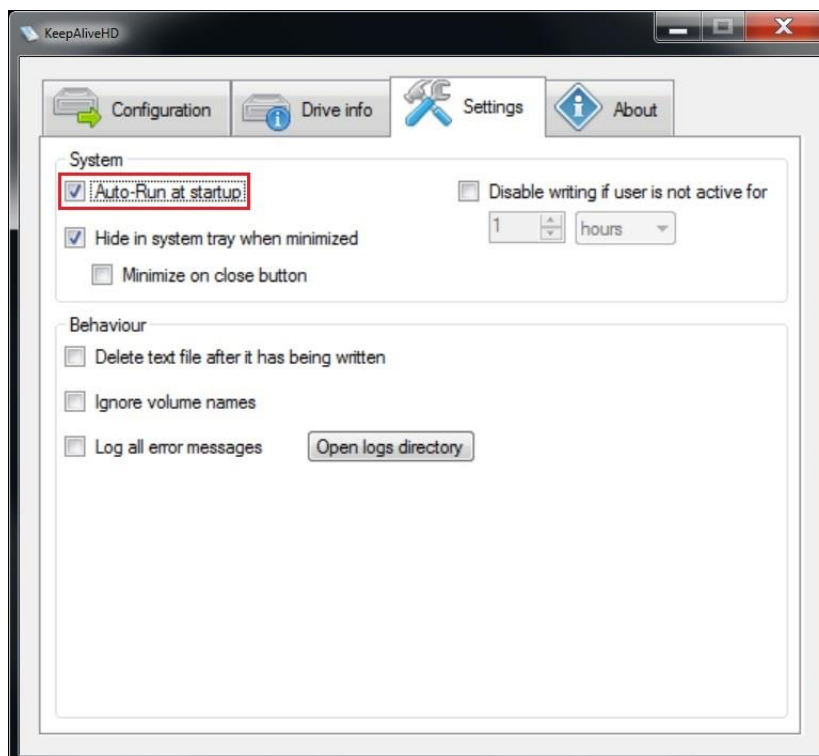 KeepAliveHD
Configuration
Drive info
Settings
About
System
Auto-Run at startup
Disable writing if user is not active for
1
hours
Hide in system tray when minimized
Minimize on close button
Behaviour
Delete text file after it has being written
Ignore volume names
Log all error messages
Open logs directory